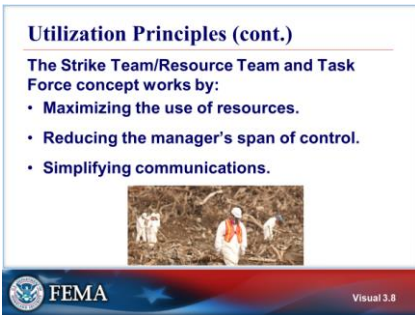 Utilization Principles (cont.)
The Strike Team/Resource Team and Task
Force concept works by:
• Maximizing the use of resources.
• Reducing the manager's span of control.
• Simplifying communications.
FEMA
Visual 3.8